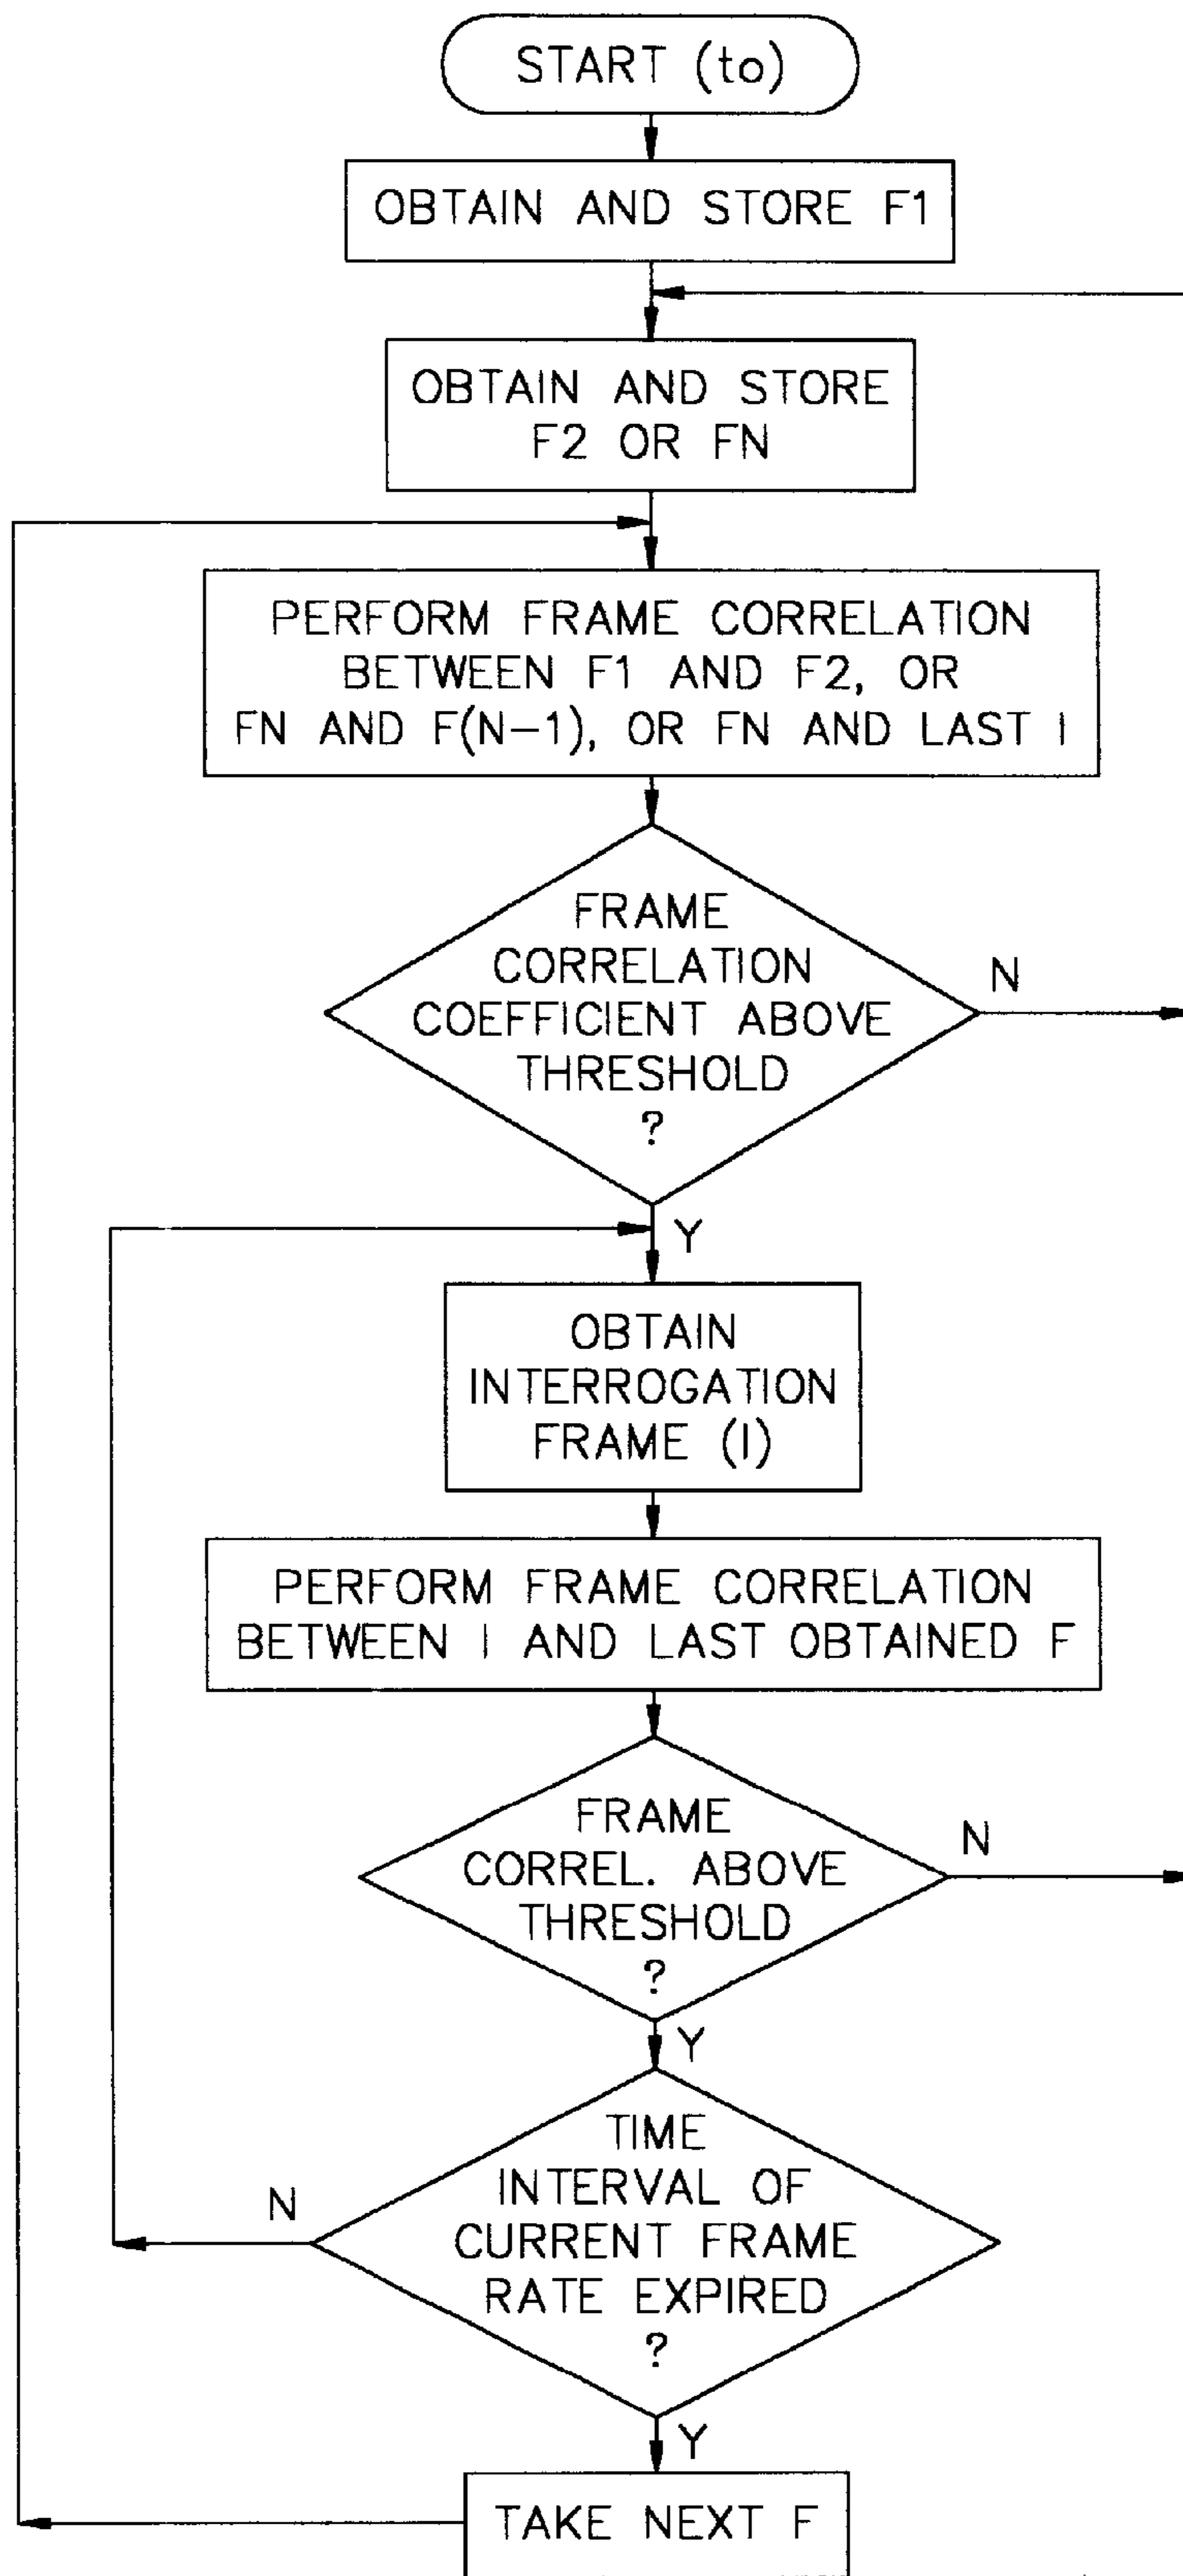 START (to)
OBTAIN AND STORE F1
OBTAIN AND STORE
F2 OR FN
PERFORM FRAME CORRELATION
BETWEEN F1 AND F2, OR
FN AND F(N-1), OR FN AND LAST I
FRAME
CORRELATION
COEFFICIENT ABOVE
THRESHOLD
?
N
Y
OBTAIN
INTERROGATION
FRAME (I)
PERFORM FRAME CORRELATION
BETWEEN I AND LAST OBTAINED F
FRAME
CORREL. ABOVE
THRESHOLD
?
N
Y
TIME
INTERVAL OF
CURRENT FRAME
RATE EXPIRED
?
N
Y
TAKE NEXT F